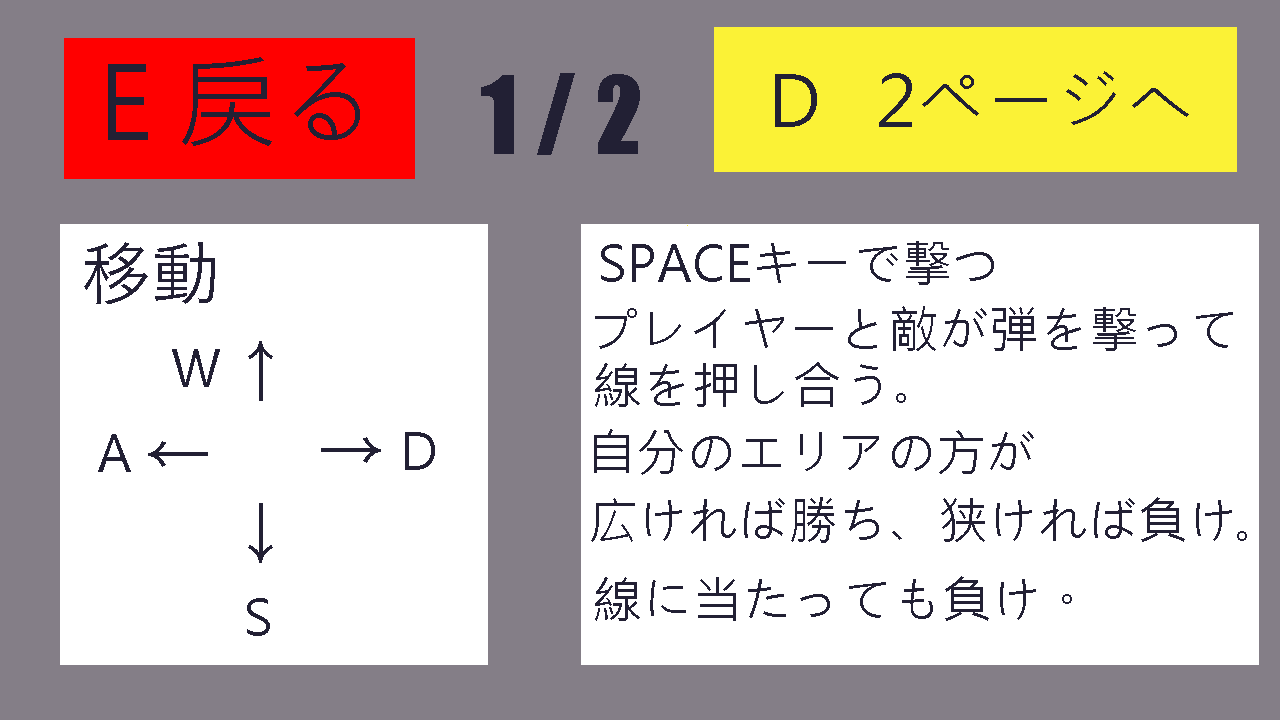 E 戻る
1/2
D 2ページへ
移動
W ↑
A ← → D
↓
S
SPACEキーで撃つ
プレイヤーと敵が弾を撃って
線を押し合う。
自分のエリアの方が
広ければ勝ち、狭ければ負け。
線に当たっても負け。